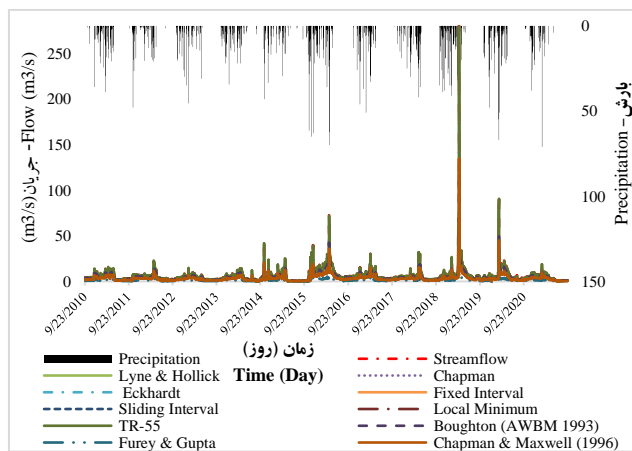 250
200
150
100
50
0
جریان- Flow (m3/s)
(m3/s)
0
50
100
150
Precipitation – بارش
9/23/2010
9/23/2011
9/23/2012
9/23/2013
9/23/2014
9/23/2015
9/23/2016
9/23/2017
9/23/2018
9/23/2019
9/23/2020
زمان (روز)
Time (Day)
Precipitation
Streamflow
Lyne & Hollick
Chapman
Eckhardt
Fixed Interval
Sliding Interval
Local Minimum
TR-55
Boughton (AWBM 1993)
Furey & Gupta
Chapman & Maxwell (1996)